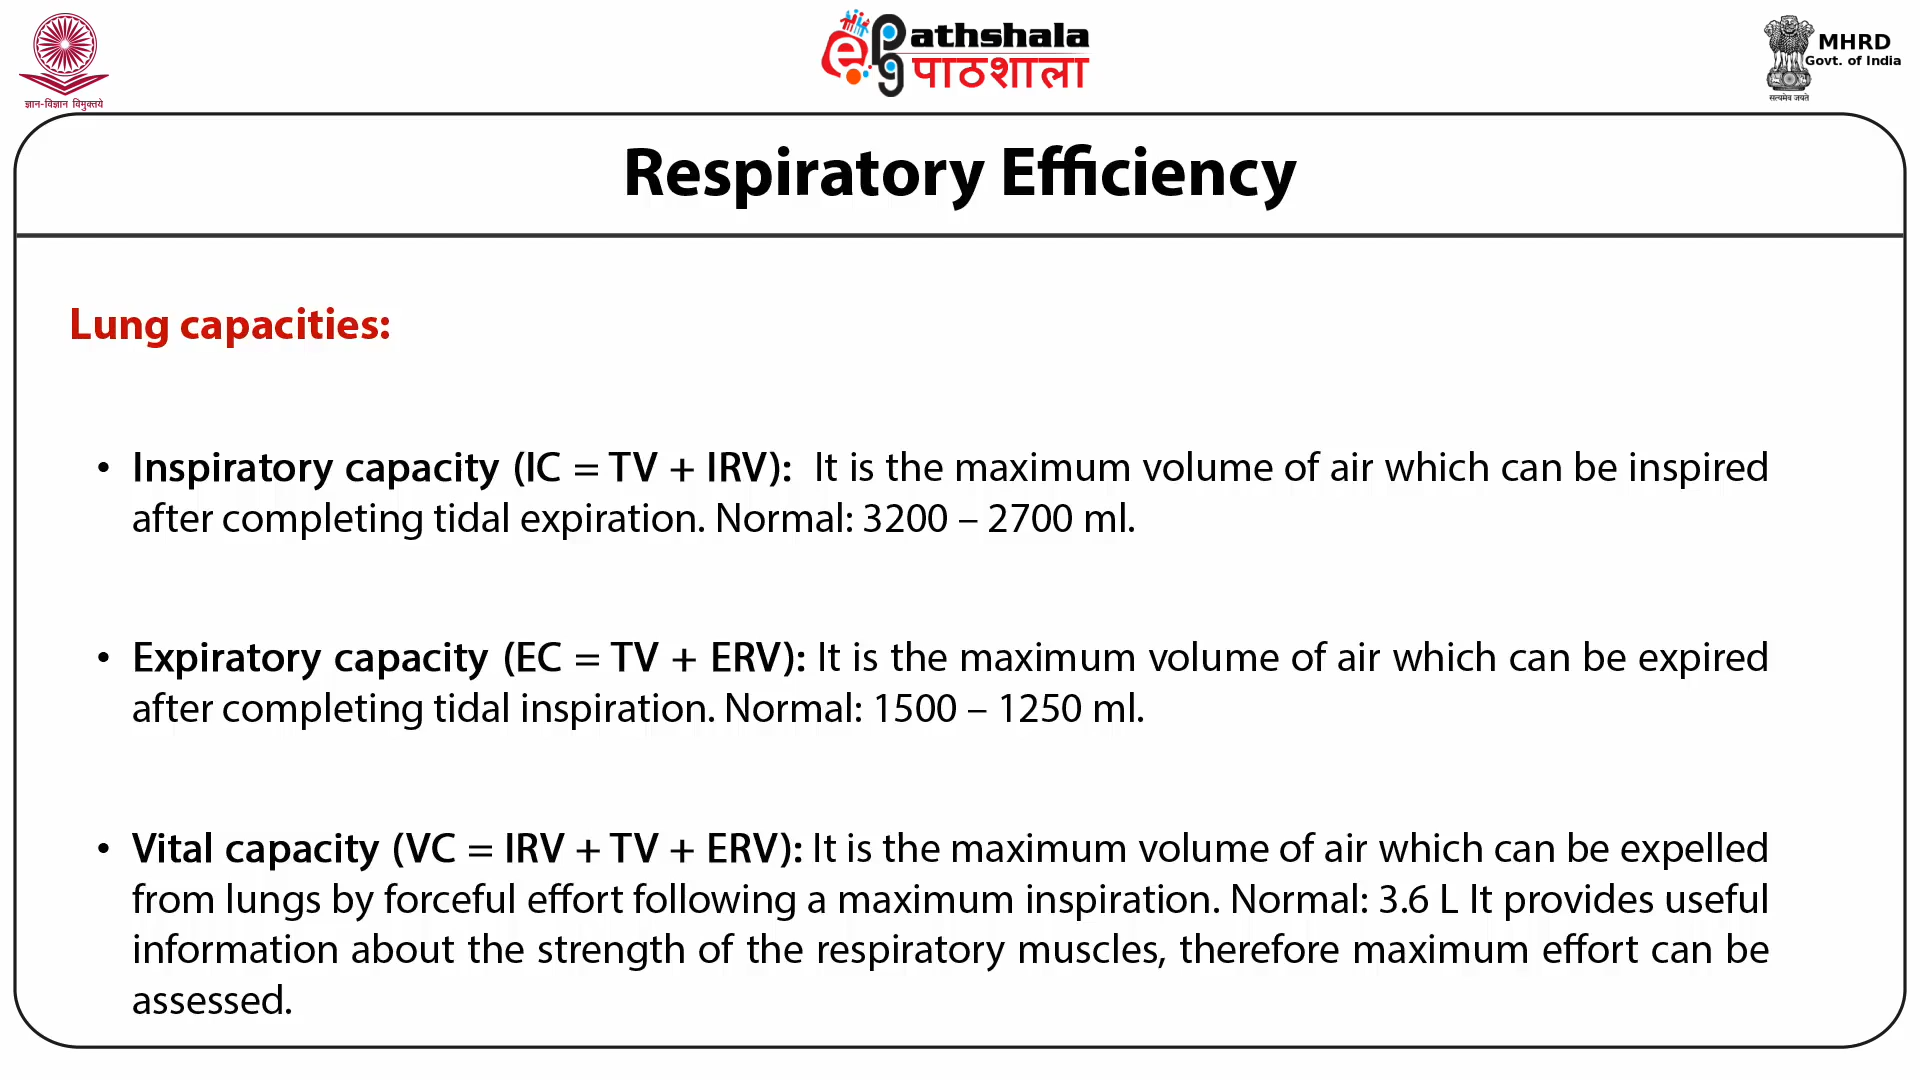 ज्ञान-विज्ञान विमुक्तये
e pg athshala
पाठशाला
MHRD
Govt. of India
सत्यमेव जयते
Respiratory Efficiency
Lung capacities:
• Inspiratory capacity (IC = TV + IRV): It is the maximum volume of air which can be inspired
after completing tidal expiration. Normal: 3200 – 2700 ml.
• Expiratory capacity (EC = TV + ERV): It is the maximum volume of air which can be expired
after completing tidal inspiration. Normal: 1500 – 1250 ml.
• Vital capacity (VC = IRV + TV + ERV): It is the maximum volume of air which can be expelled
from lungs by forceful effort following a maximum inspiration. Normal: 3.6 L It provides useful
information about the strength of the respiratory muscles, therefore maximum effort can be
assessed.